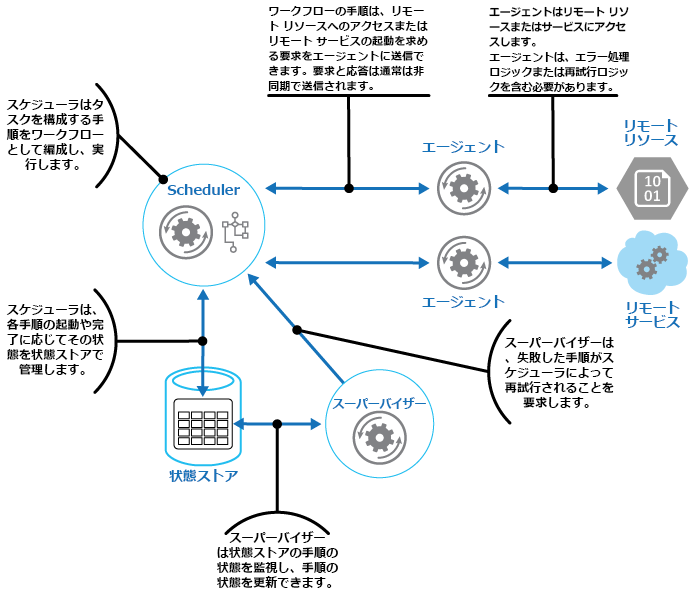 ワークフローの手順は、リモー
ト リソースへのアクセスまたは
リモート サービスの起動を求め
る要求をエージェントに送信で
きます。要求と応答は通常は非
同期で送信されます。
エージェントはリモート リソ
ースまたはサービスにアクセ
スします。
エージェントは、エラー処理
ロジックまたは再試行ロジッ
クを含む必要があります。
スケジューラはタ
スクを構成する手
順をワークフロー
として編成し、実
行します。
Scheduler
エージェント
リモート
リソース
10
01
エージェント
リモート
サービス
スケジューラは、
各手順の起動や完
了に応じてその状
態を状態ストアで
管理します。
スーパーバイザーは
、失敗した手順がス
ケジューラによって
再試行されることを
要求します。
スーパーバイザー
状態ストア
スーパーバイザー
は状態ストアの手順の
状態を監視し、手順の
状態を更新できます。